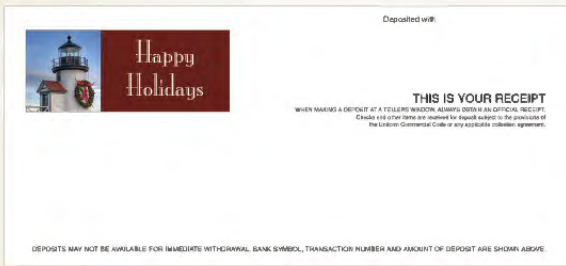 Deposited with
Happy
Holidays
THIS IS YOUR RECEIPT
WHEN MAKING A DEPOSIT AT A TELLERS WINDOW, ALWAYS OBTAIN AN OFFICIAL RECEIPT.
Checks and other items are received for deposit subject to the provisions of
the Uniform Commercial Code or any applicable collection agreement.
DEPOSITS MAY NOT BE AVAILABLE FOR IMMEDIATE WITHDRAWAL. BANK SYMBOL, TRANSACTION NUMBER AND AMOUNT OF DEPOSIT ARE SHOWN ABOVE.